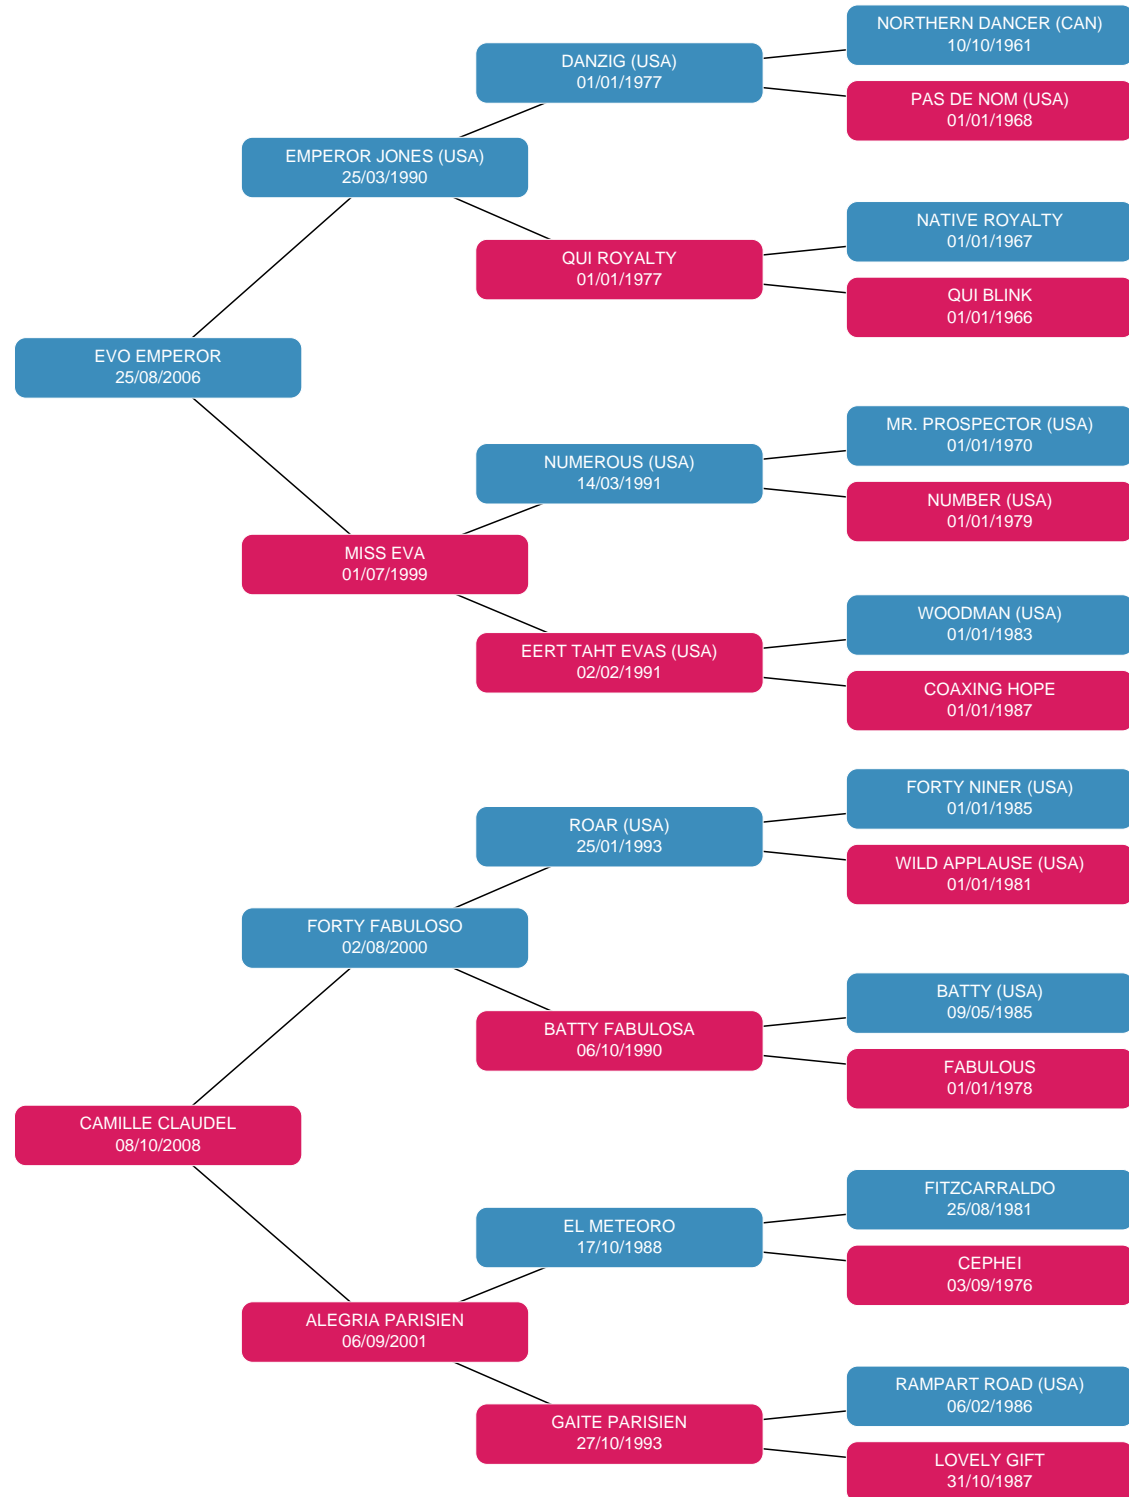 NORTHERN DANCER (CAN)
10/10/1961
DANZIG (USA)
01/01/1977
PAS DE NOM (USA)
01/01/1968
EMPEROR JONES (USA)
25/03/1990
NATIVE ROYALTY
01/01/1967
QUI ROYALTY
01/01/1977
QUI BLINK
01/01/1966
EVO EMPEROR
25/08/2006
MR. PROSPECTOR (USA)
01/01/1970
NUMEROUS (USA)
14/03/1991
NUMBER (USA)
01/01/1979
MISS EVA
01/07/1999
WOODMAN (USA)
01/01/1983
EERT TAHT EVAS (USA)
02/02/1991
COAXING HOPE
01/01/1987
FORTY NINER (USA)
01/01/1985
ROAR (USA)
25/01/1993
WILD APPLAUSE (USA)
01/01/1981
FORTY FABULOSO
02/08/2000
BATTY (USA)
09/05/1985
BATTY FABULOSA
06/10/1990
FABULOUS
01/01/1978
CAMILLE CLAUDEL
08/10/2008
FITZCARRALDO
25/08/1981
EL METEORO
17/10/1988
CEPHEI
03/09/1976
ALEGRIA PARISIEN
06/09/2001
RAMPART ROAD (USA)
06/02/1986
GAITE PARISIEN
27/10/1993
LOVELY GIFT
31/10/1987